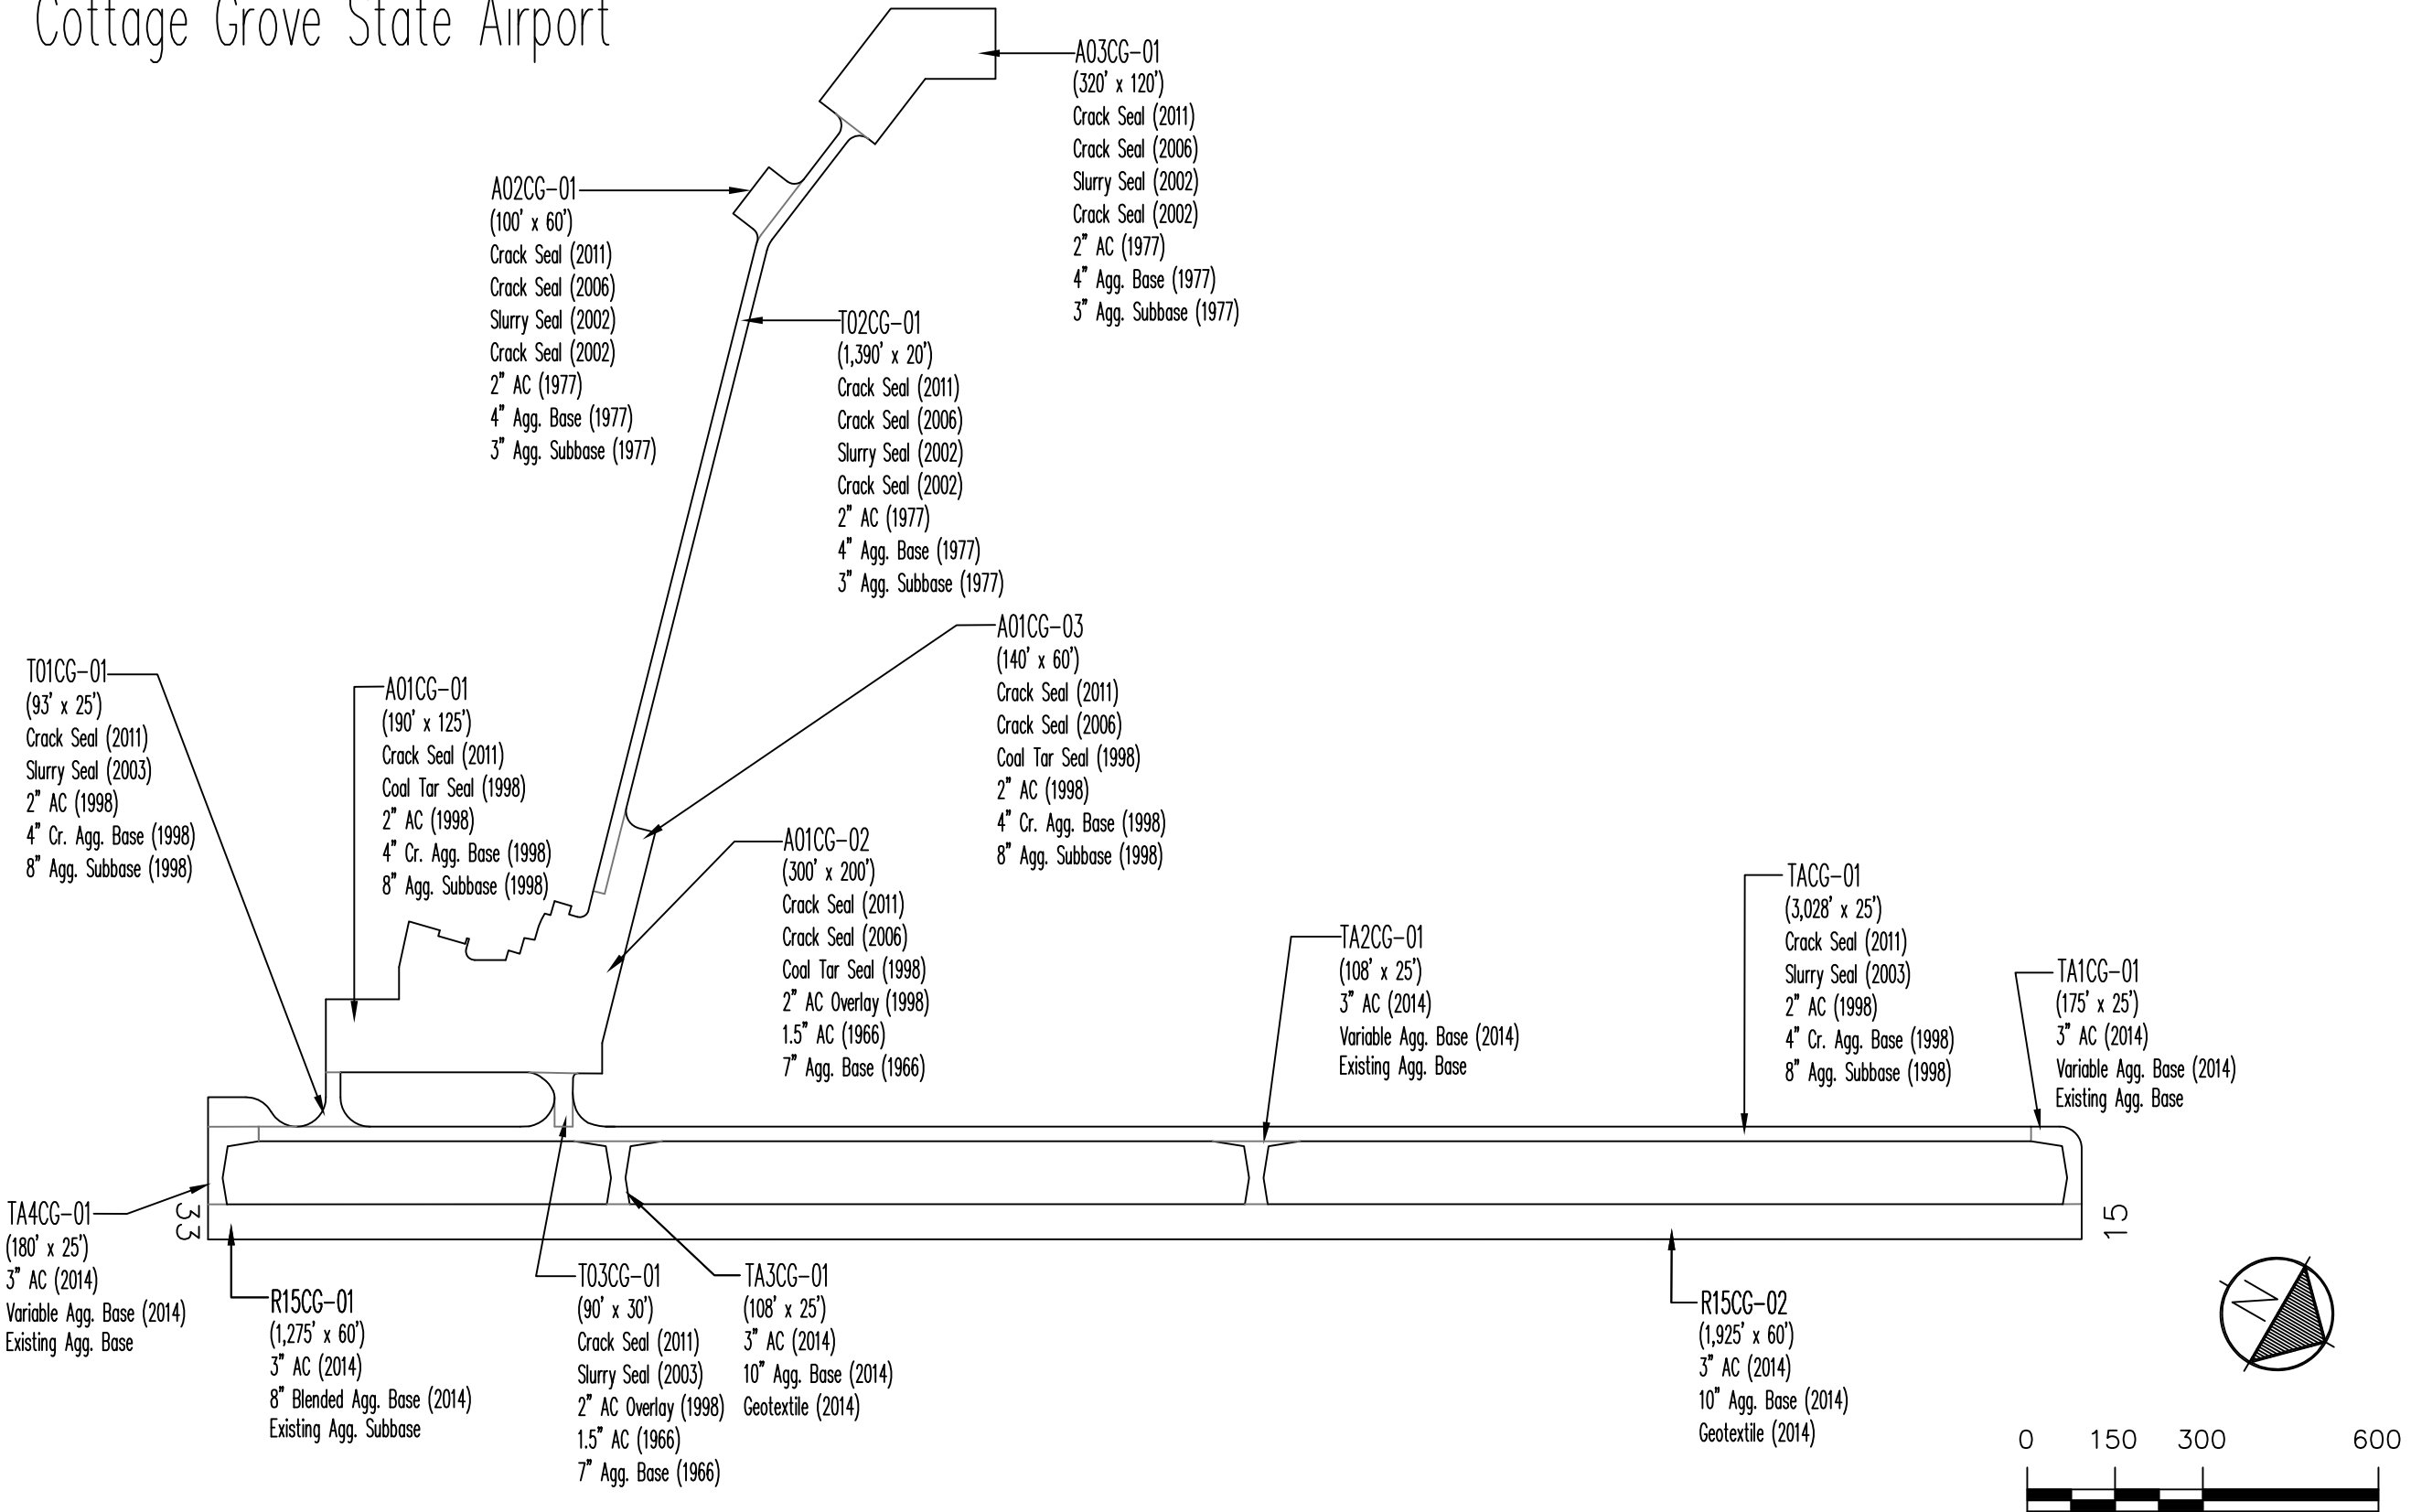 Cottage Grove State Airport
A03CG-01
(320' x 120')
Crack Seal (2011)
Crack Seal (2006)
Slurry Seal (2002)
Crack Seal (2002)
2" AC (1977)
4" Agg. Base (1977)
3" Agg. Subbase (1977)
A02CG-01
(100' x 60')
Crack Seal (2011)
Crack Seal (2006)
Slurry Seal (2002)
Crack Seal (2002)
2" AC (1977)
4" Agg. Base (1977)
3" Agg. Subbase (1977)
T02CG-01
(1,390' x 20')
Crack Seal (2011)
Crack Seal (2006)
Slurry Seal (2002)
Crack Seal (2002)
2" AC (1977)
4" Agg. Base (1977)
3" Agg. Subbase (1977)
A01CG-03
(140' x 60')
Crack Seal (2011)
Crack Seal (2006)
Coal Tar Seal (1998)
2" AC (1998)
4" Cr. Agg. Base (1998)
8" Agg. Subbase (1998)
T01CG-01
(93' x 25')
Crack Seal (2011)
Slurry Seal (2003)
2" AC (1998)
4" Cr. Agg. Base (1998)
8" Agg. Subbase (1998)
A01CG-01
(190' x 125')
Crack Seal (2011)
Coal Tar Seal (1998)
2" AC (1998)
4" Cr. Agg. Base (1998)
8" Agg. Subbase (1998)
A01CG-02
(300' x 200')
Crack Seal (2011)
Crack Seal (2006)
Coal Tar Seal (1998)
2" AC Overlay (1998)
1.5" AC (1966)
7" Agg. Base (1966)
TA2CG-01
(108' x 25')
3" AC (2014)
Variable Agg. Base (2014)
Existing Agg. Base
TACG-01
(3,028' x 25')
Crack Seal (2011)
Slurry Seal (2003)
2" AC (1998)
4" Cr. Agg. Base (1998)
8" Agg. Subbase (1998)
TA1CG-01
(175' x 25')
3" AC (2014)
Variable Agg. Base (2014)
Existing Agg. Base
TA4CG-01
(180' x 25')
3" AC (2014)
Variable Agg. Base (2014)
Existing Agg. Base
33
15
R15CG-01
(1,275' x 60')
3" AC (2014)
8" Blended Agg. Base (2014)
Existing Agg. Subbase
T03CG-01
(90' x 30')
Crack Seal (2011)
Slurry Seal (2003)
2" AC Overlay (1998)
1.5" AC (1966)
7" Agg. Base (1966)
TA3CG-01
(108' x 25')
3" AC (2014)
10" Agg. Base (2014)
Geotextile (2014)
R15CG-02
(1,925' x 60')
3" AC (2014)
10" Agg. Base (2014)
Geotextile (2014)
N
0 150 300 600